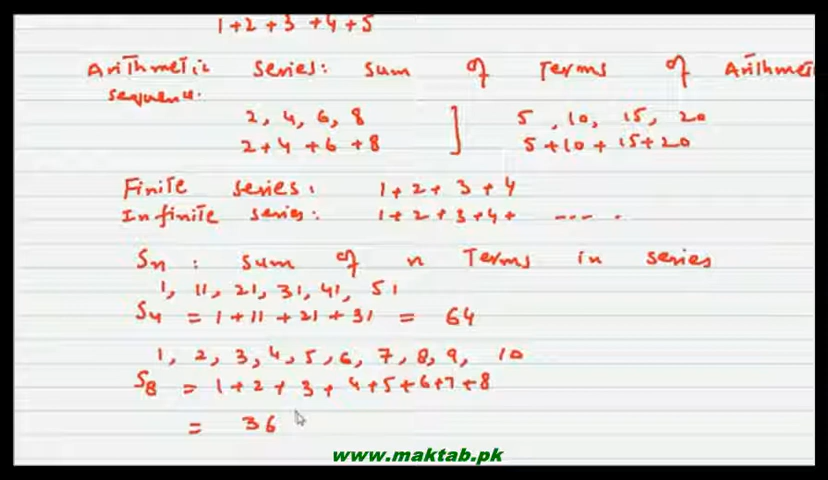 1+2+3+4+5
Arithmetic series: sum of Terms of Arithmet
sequence.
2, 4, 6, 8 ] 5, 10, 15, 20
2+4+6+8 5+10+15+20
Finite series: 1+2+3+4
Infinite series: 1+2+3+4+ ---- .
Sn : sum of n Terms in series
1, 11, 21, 31, 41, 51
S4 = 1+11+21+31 = 64
1, 2, 3, 4, 5, 6, 7, 8, 9, 10
S8 = 1+2+3+4+5+6+7+8
= 36
www.maktab.pk